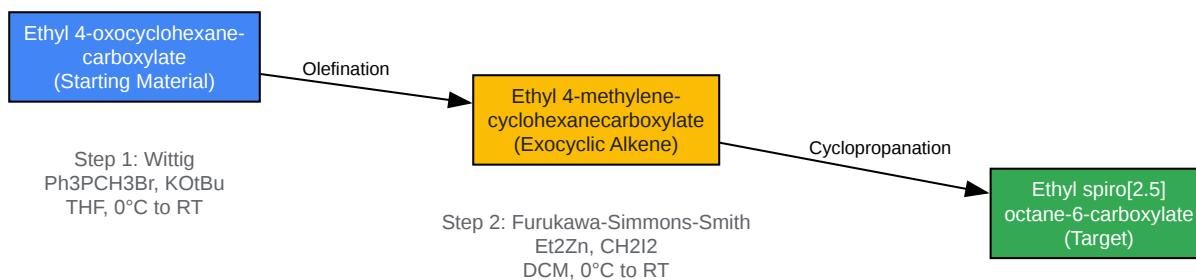 Ethyl 4-oxocyclohexane-
carboxylate
(Starting Material)
Olefination
Ethyl 4-methylene-
cyclohexanecarboxylate
(Exocyclic Alkene)
Cyclopropanation
Ethyl spiro[2.5]
octane-6-carboxylate
(Target)
Step 1: Wittig
Ph3PCH3Br, KOtBu
THF, 0°C to RT
Step 2: Furukawa-Simmons-Smith
Et2Zn, CH2I2
DCM, 0°C to RT